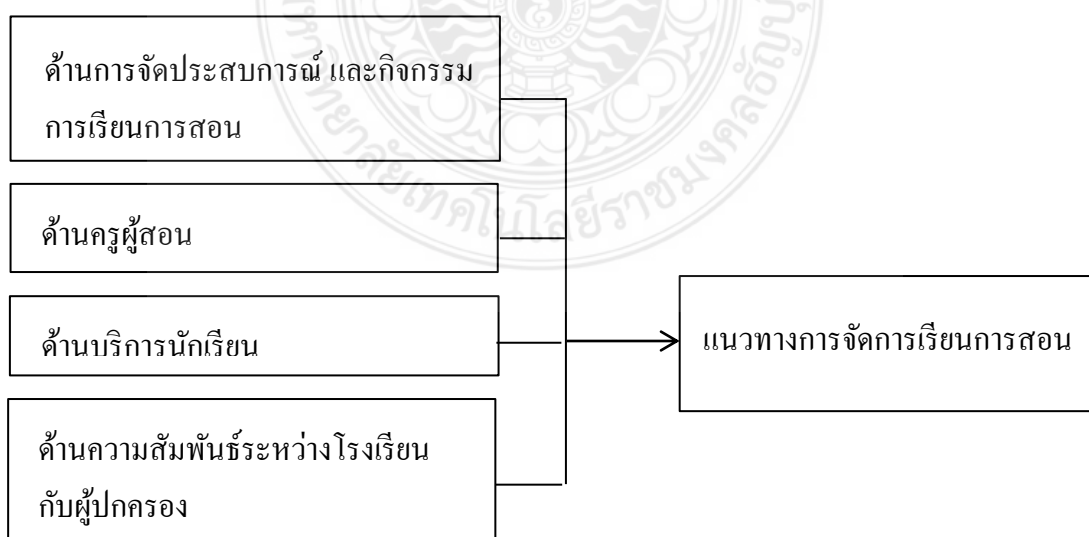 ด้านการจัดประสบการณ์ และกิจกรรม
การเรียนการสอน
ด้านครูผู้สอน
ด้านบริการนักเรียน
แนวทางการจัดการเรียนการสอน
ด้านความสัมพันธ์ระหว่างโรงเรียน
กับผู้ปกครอง